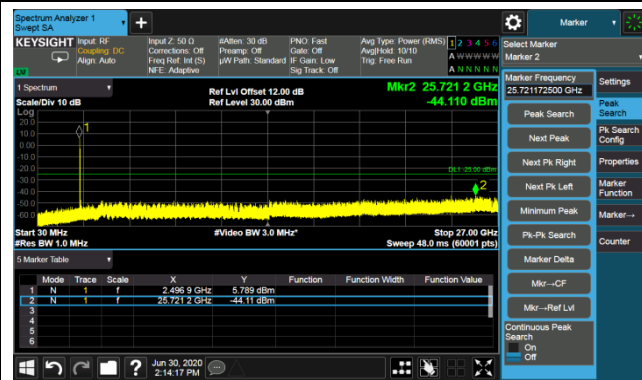 Spectrum Analyzer 1
Swept SA
Marker
KEYSIGHT
Input: RF
Coupling: DC
Align: Auto
Input Z: 50 Ω
Corrections: Off
Freq Ref: Int (S)
NFE: Adaptive
#Atten: 30 dB
Preamp: Off
µW Path: Standard
PNO: Fast
Gate: Off
IF Gain: Low
Sig Track: Off
Avg Type: Power (RMS)
Avg|Hold: 10/10
Trig: Free Run
1 2 3 4 5 6
A W W W W W
A N N N N N
LM
Select Marker
Marker 2
1 Spectrum
Scale/Div 10 dB
Ref Lvl Offset 12.00 dB
Ref Level 30.00 dBm
Mkr2 25.721 2 GHz
-44.110 dBm
Log
20.0
10.0
0.00
-10.0
-20.0
-30.0
-40.0
-50.0
-60.0
1
DL1 -25.00 dBm
2
Start 30 MHz
#Res BW 1.0 MHz
#Video BW 3.0 MHz*
Stop 27.00 GHz
Sweep 48.0 ms (60001 pts)
5 Marker Table
Mode Trace Scale X Y Function Function Width Function Value
1 N 1 f 2.496 9 GHz 5.789 dBm
2 N 1 f 25.721 2 GHz -44.11 dBm
3
4
5
6
Marker Frequency
25.721172500 GHz
Peak Search
Next Peak
Next Pk Right
Next Pk Left
Minimum Peak
Pk-Pk Search
Marker Delta
Mkr→CF
Mkr→Ref Lvl
Continuous Peak
Search
On
Off
Settings
Peak
Search
Pk Search
Config
Properties
Marker
Function
Marker→
Counter
?
Jun 30, 2020
2:14:17 PM